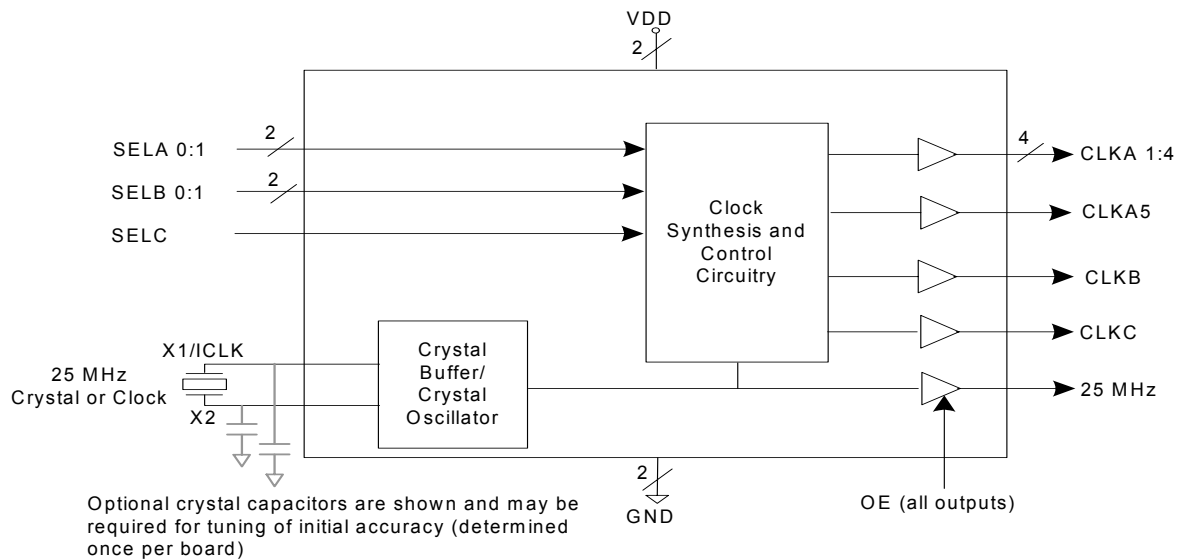 VDD
2
SELA 0:1
2
4
CLKA 1:4
SELB 0:1
2
CLKA5
SELC
Clock
Synthesis and
Control
Circuitry
CLKB
CLKC
X1/ICLK
25 MHz
Crystal or Clock
X2
Crystal
Buffer/
Crystal
Oscillator
25 MHz
2
GND
OE (all outputs)
Optional crystal capacitors are shown and may be
required for tuning of initial accuracy (determined
once per board)